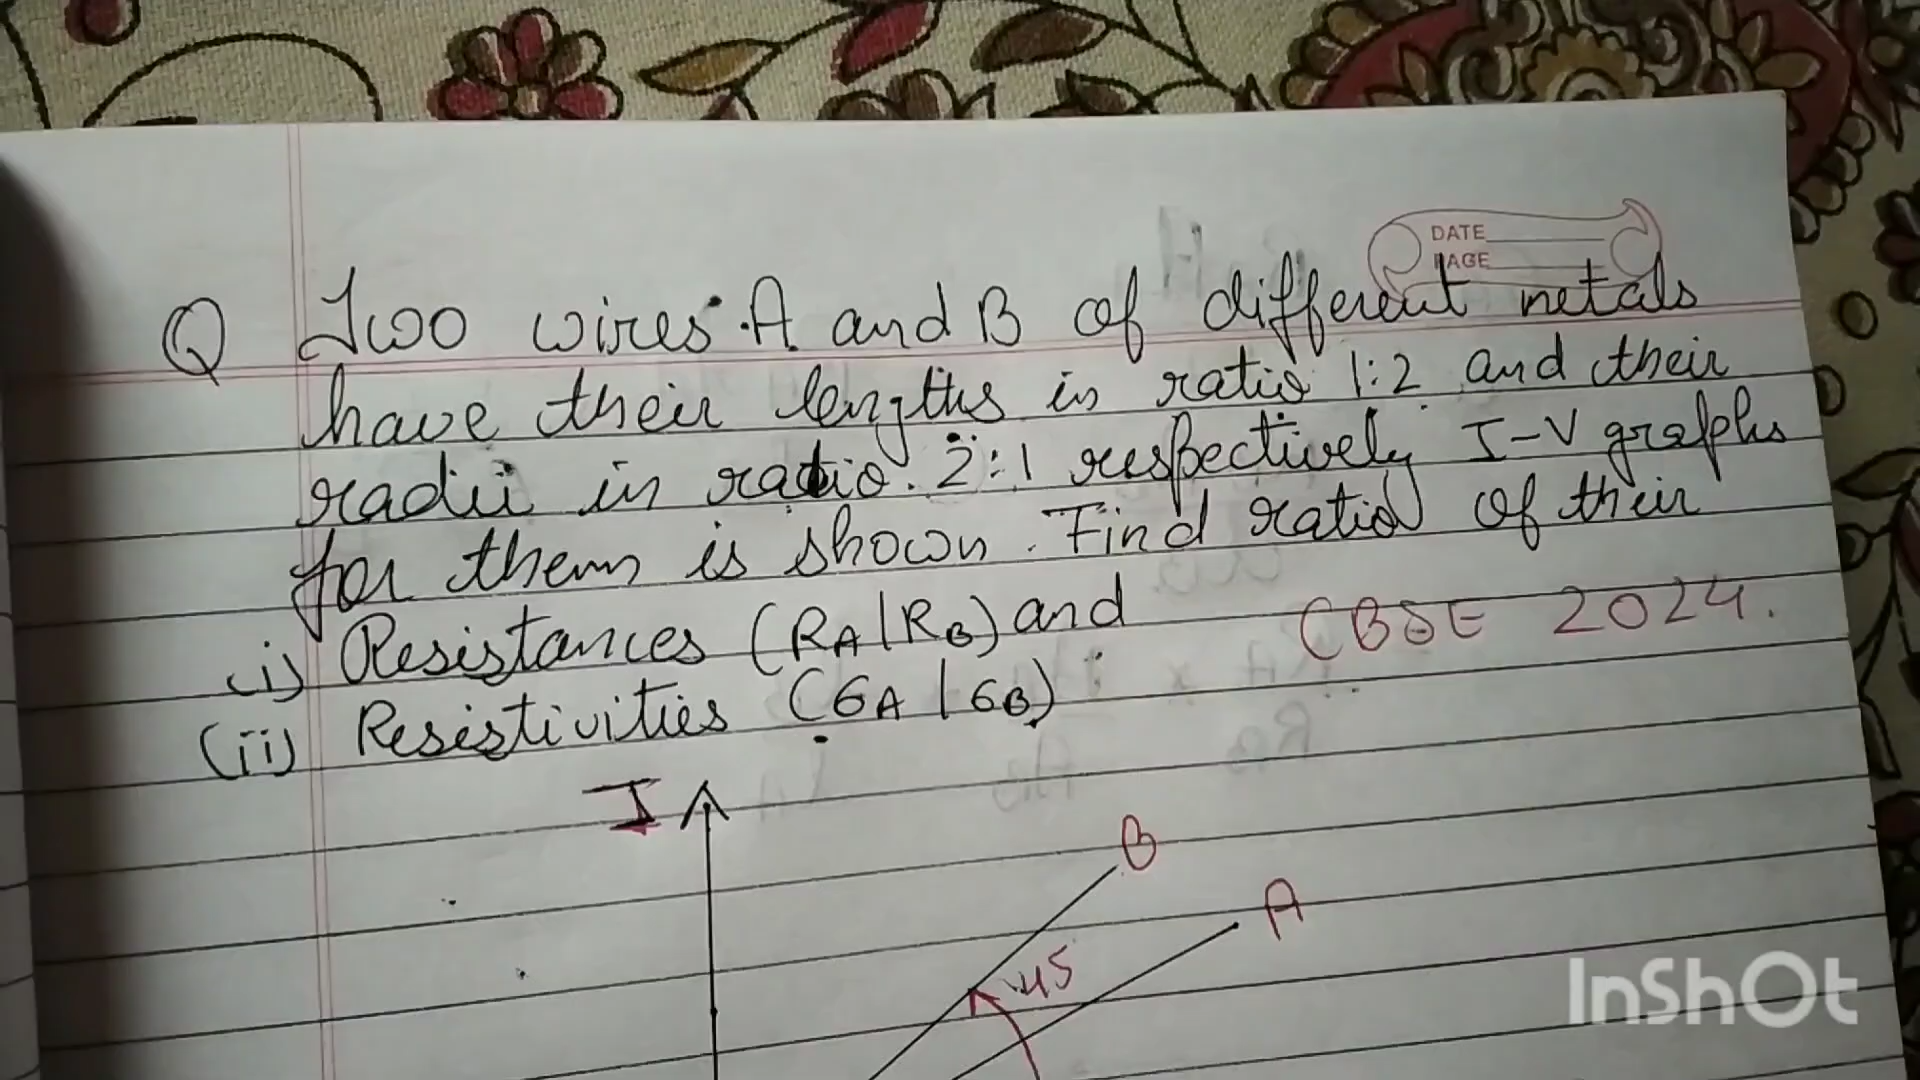 DATE
PAGE
Q Two wires A and B of different metals
have their lengths in ratio 1:2 and their
radii in ratio 2:1 respectively I-V graphs
for them is shown. Find ratio of their
(i) Resistances (RA|RB) and
CBSE 2024.
(ii) Resistivities (σA|σB)
I
B
A
45
InShOt